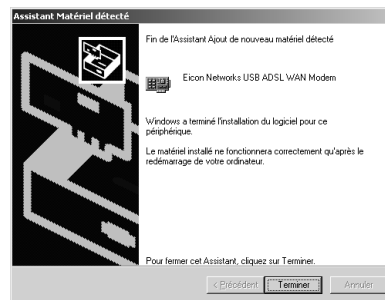 Assistant Matériel détecté
Fin de l'Assistant Ajout de nouveau matériel détecté
Eicon Networks USB ADSL WAN Modem
Windows a terminé l'installation du logiciel pour ce
périphérique.
Le matériel installé ne fonctionnera correctement qu'après le
redémarrage de votre ordinateur.
Pour fermer cet Assistant, cliquez sur Terminer.
< Précédent
Terminer
Annuler